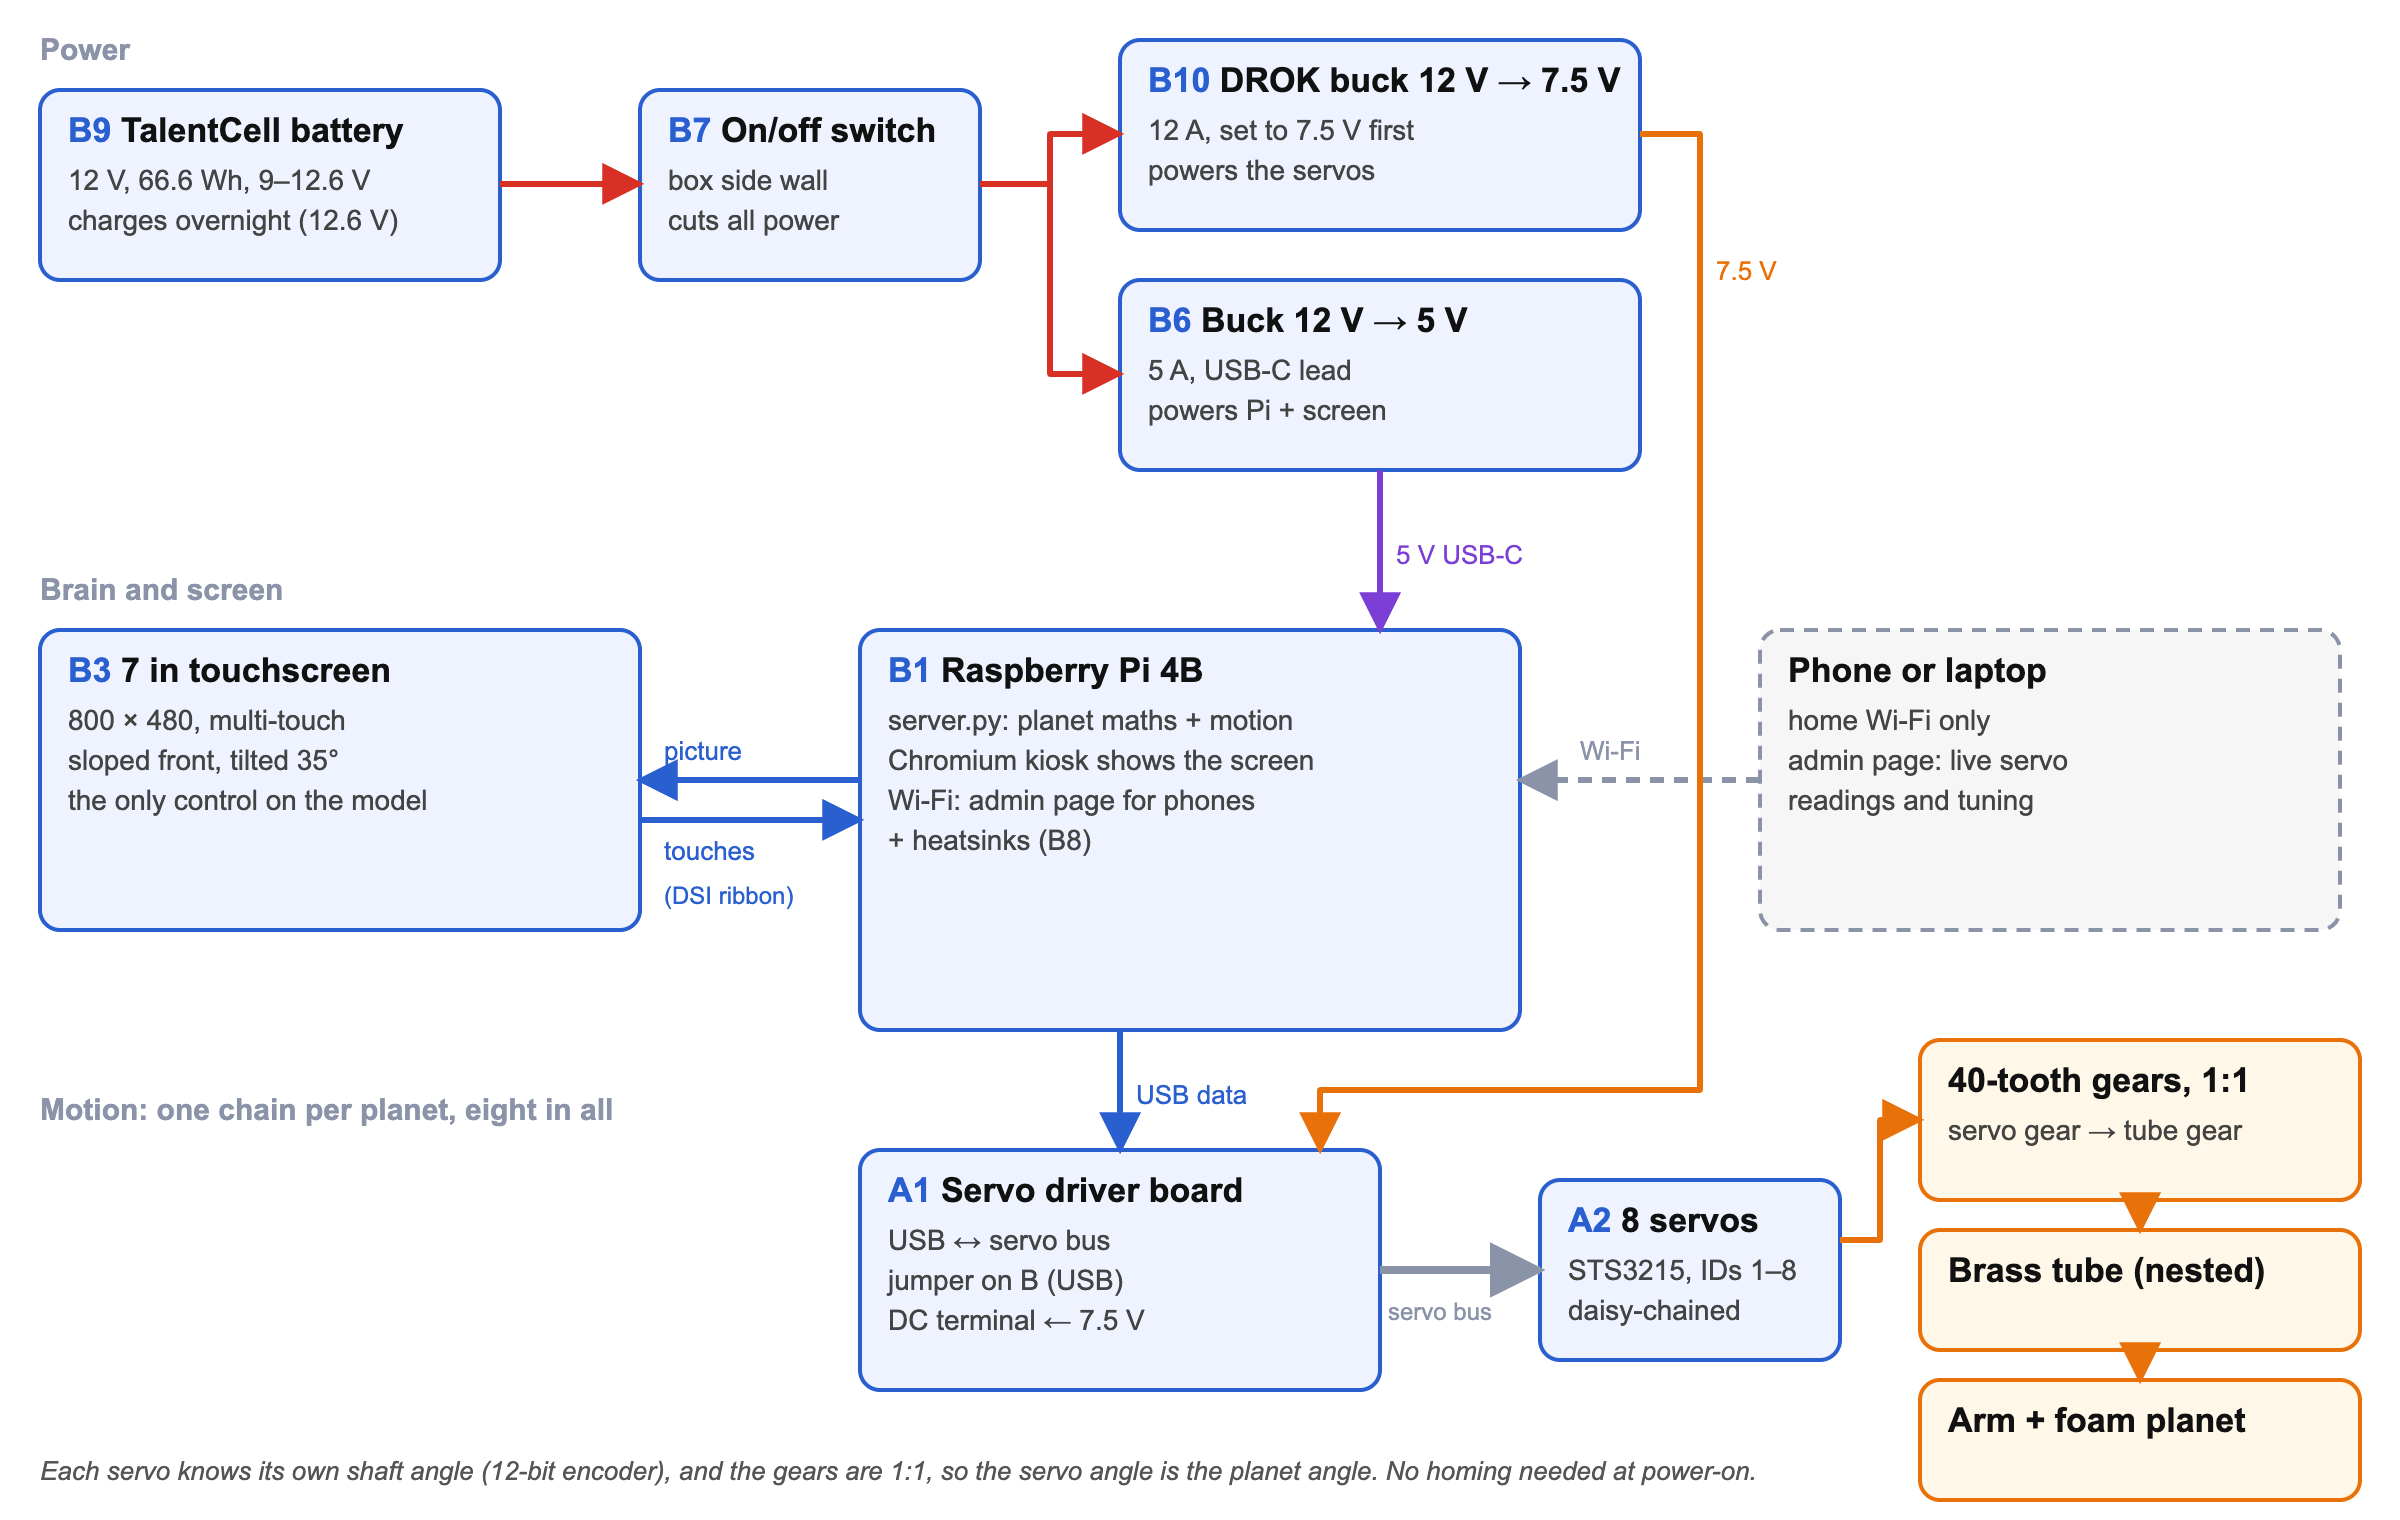 Power
B9 TalentCell battery
12 V, 66.6 Wh, 9–12.6 V
charges overnight (12.6 V)
B7 On/off switch
box side wall
cuts all power
B10 DROK buck 12 V → 7.5 V
12 A, set to 7.5 V first
powers the servos
7.5 V
B6 Buck 12 V → 5 V
5 A, USB-C lead
powers Pi + screen
5 V USB-C
Brain and screen
B3 7 in touchscreen
800 × 480, multi-touch
sloped front, tilted 35°
the only control on the model
picture
touches
(DSI ribbon)
B1 Raspberry Pi 4B
server.py: planet maths + motion
Chromium kiosk shows the screen
Wi-Fi: admin page for phones
+ heatsinks (B8)
Wi-Fi
Phone or laptop
home Wi-Fi only
admin page: live servo
readings and tuning
USB data
Motion: one chain per planet, eight in all
A1 Servo driver board
USB ↔ servo bus
jumper on B (USB)
DC terminal ← 7.5 V
servo bus
A2 8 servos
STS3215, IDs 1–8
daisy-chained
40-tooth gears, 1:1
servo gear → tube gear
Brass tube (nested)
Arm + foam planet
Each servo knows its own shaft angle (12-bit encoder), and the gears are 1:1, so the servo angle is the planet angle. No homing needed at power-on.